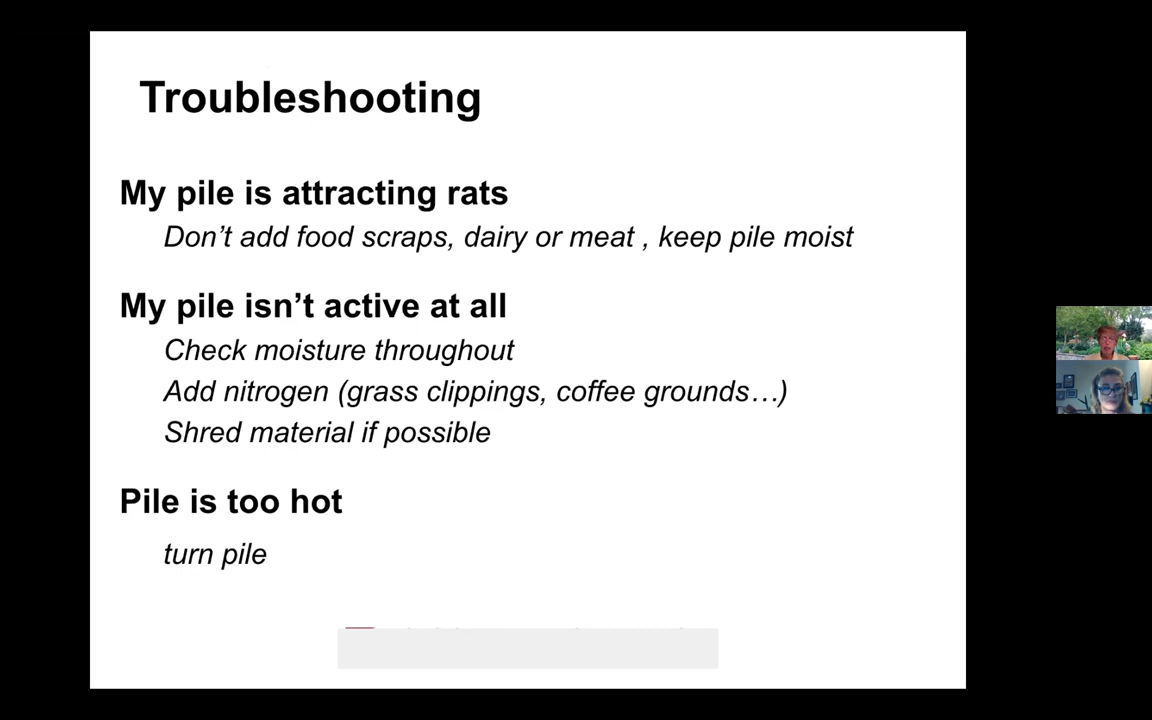 Troubleshooting
My pile is attracting rats
Don’t add food scraps, dairy or meat , keep pile moist
My pile isn’t active at all
Check moisture throughout
Add nitrogen (grass clippings, coffee grounds…)
Shred material if possible
Pile is too hot
turn pile